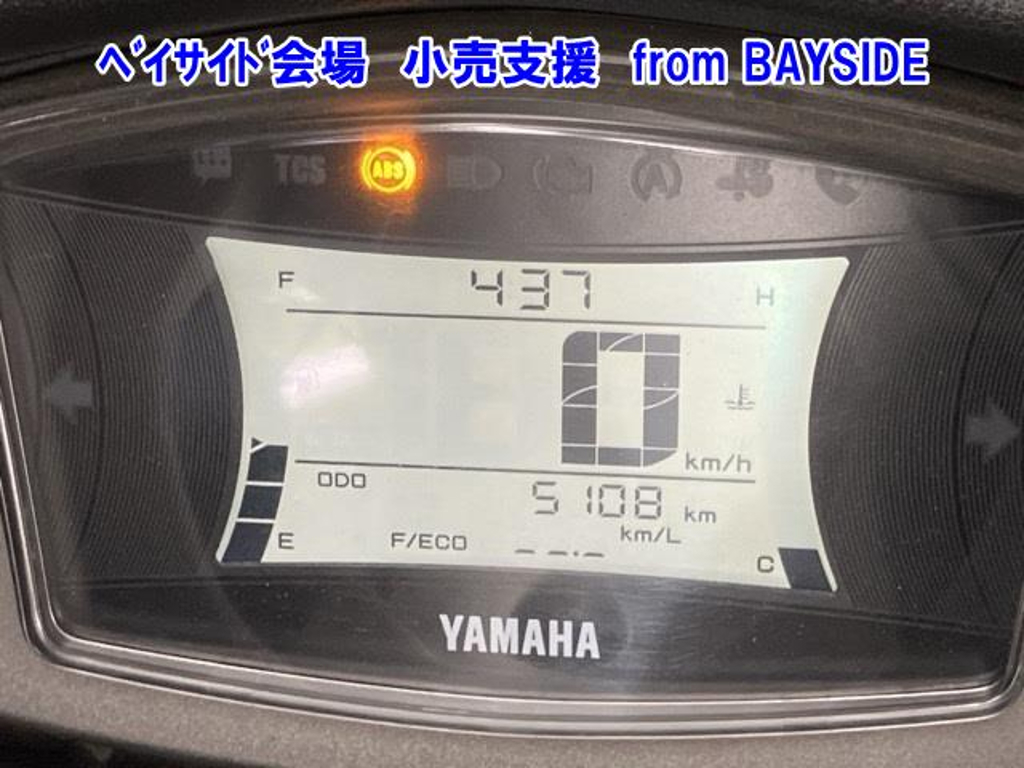 ﾍﾞｲｻｲﾄﾞ会場　小売支援　from BAYSIDE
TCS ABS
F 437 H
0 km/h
ODO 5108 km
km/L
E F/ECO --.- C
YAMAHA